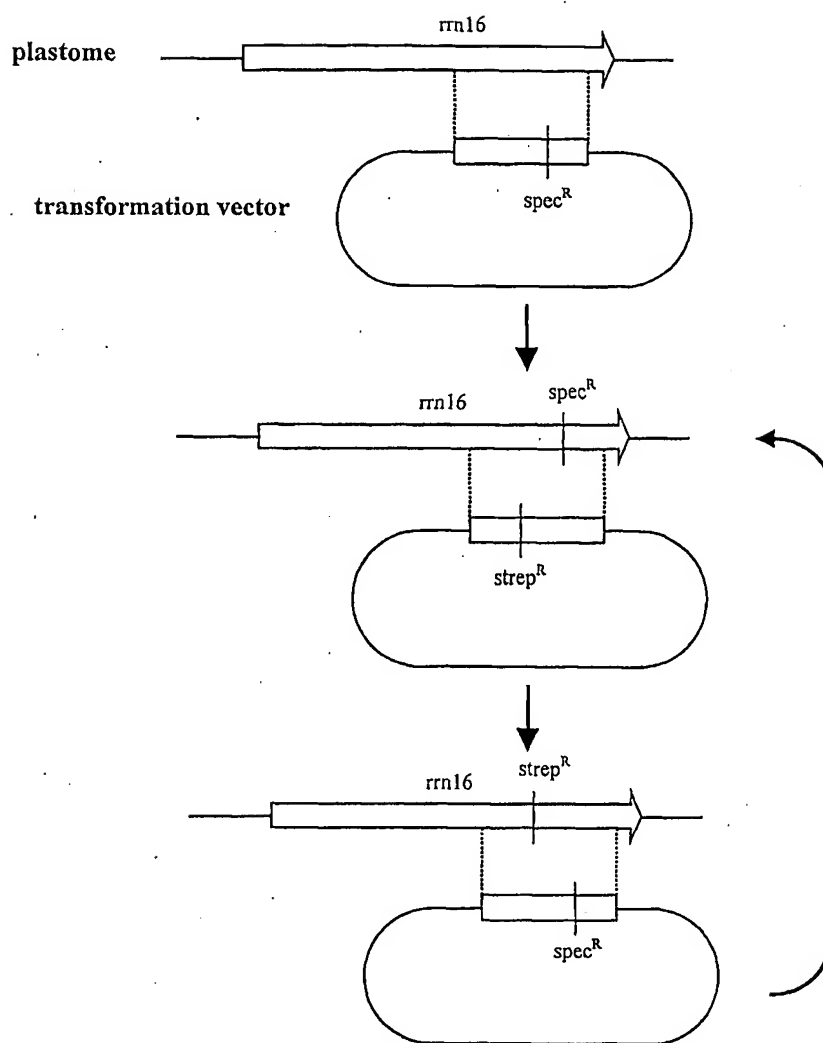 rrn16
plastome
spec^R
transformation vector
spec^R
rrn16
strep^R
strep^R
rrn16
spec^R